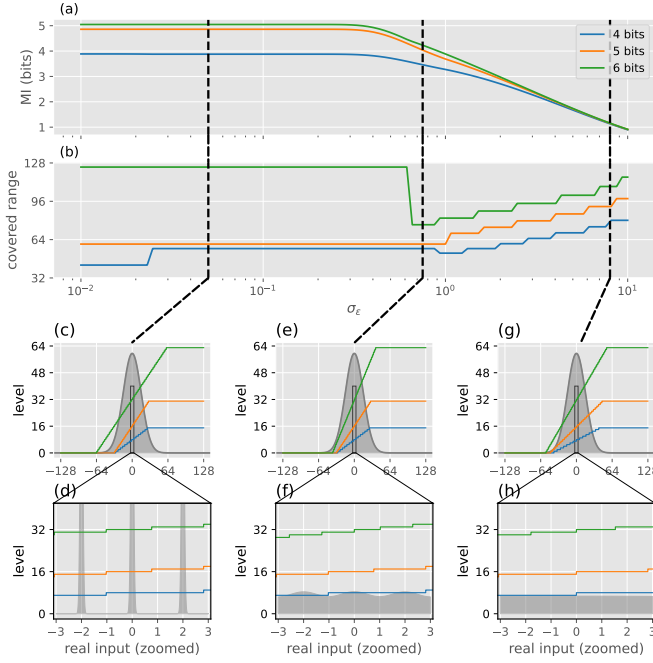 (a)
MI (bits)
5
4
3
2
1
4 bits
5 bits
6 bits
(b)
covered range
128
96
64
32
10⁻²
10⁻¹
10⁰
10¹
σε
(c)
level
64
48
32
16
0
−128 −64 0 64 128
(e)
level
64
48
32
16
0
−128 −64 0 64 128
(g)
level
64
48
32
16
0
−128 −64 0 64 128
(d)
level
32
16
0
−3 −2 −1 0 1 2 3
real input (zoomed)
(f)
level
32
16
0
−3 −2 −1 0 1 2 3
real input (zoomed)
(h)
level
32
16
0
−3 −2 −1 0 1 2 3
real input (zoomed)